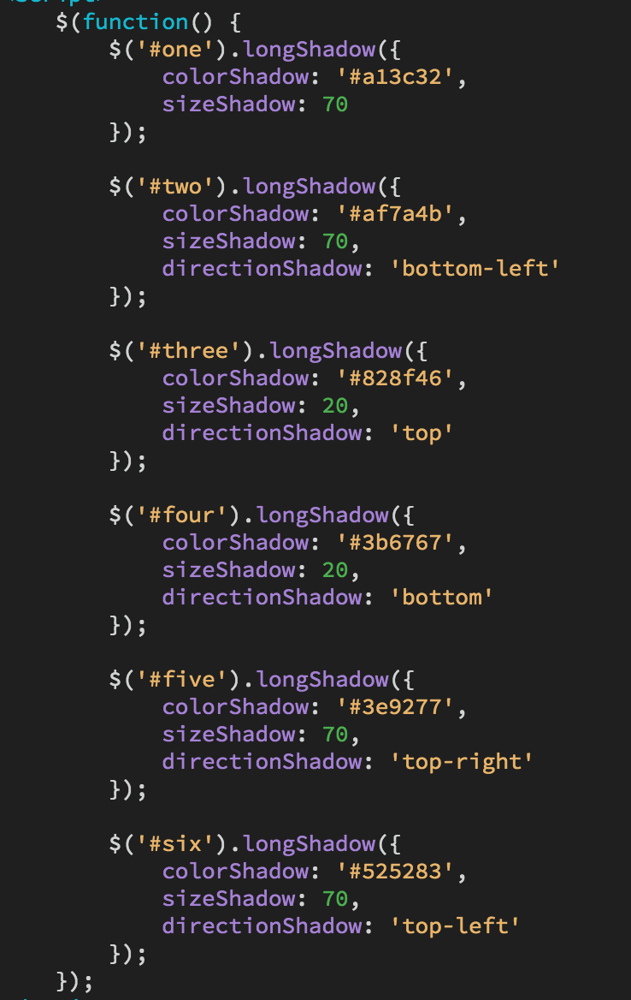 $(function() {
    $('#one').longShadow({
        colorShadow: '#a13c32',
        sizeShadow: 70
    });

    $('#two').longShadow({
        colorShadow: '#af7a4b',
        sizeShadow: 70,
        directionShadow: 'bottom-left'
    });

    $('#three').longShadow({
        colorShadow: '#828f46',
        sizeShadow: 20,
        directionShadow: 'top'
    });

    $('#four').longShadow({
        colorShadow: '#3b6767',
        sizeShadow: 20,
        directionShadow: 'bottom'
    });

    $('#five').longShadow({
        colorShadow: '#3e9277',
        sizeShadow: 70,
        directionShadow: 'top-right'
    });

    $('#six').longShadow({
        colorShadow: '#525283',
        sizeShadow: 70,
        directionShadow: 'top-left'
    });
});